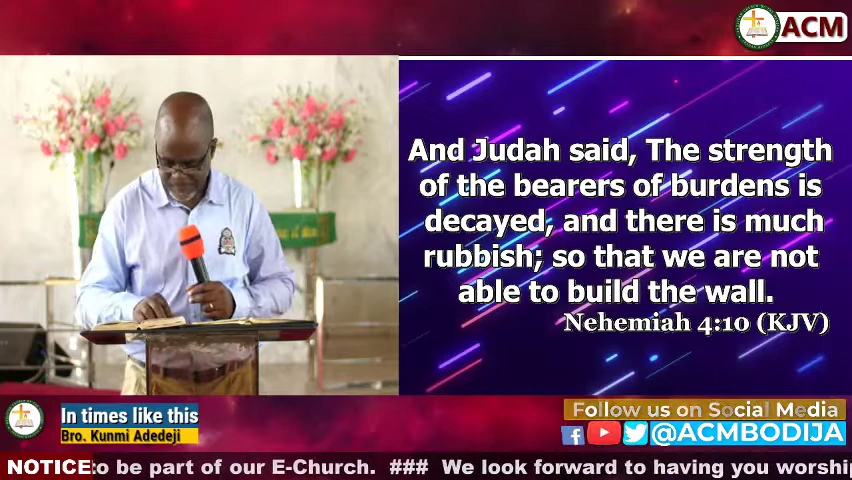 ACM
And Judah said, The strength
of the bearers of burdens is
decayed, and there is much
rubbish; so that we are not
able to build the wall.
Nehemiah 4:10 (KJV)
In times like this
Bro. Kunmi Adedeji
Follow us on Social Media
@ACMBODIJA
NOTICE: to be part of our E-Church. ### We look forward to having you worship